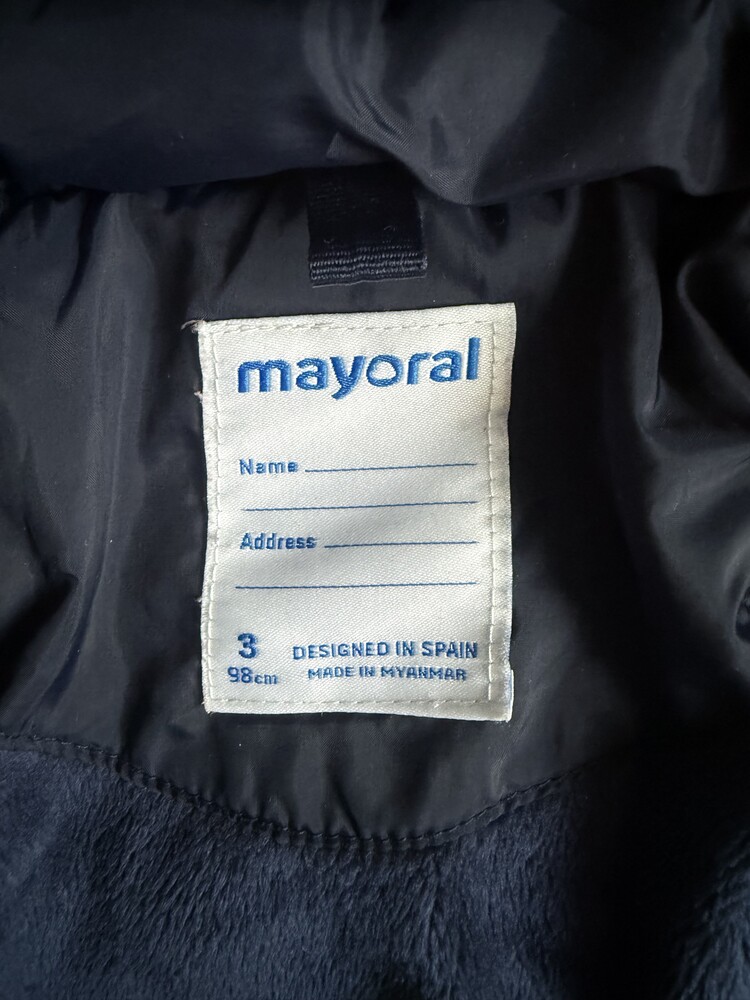 mayoral
Name
Address
3
98cm
DESIGNED IN SPAIN
MADE IN MYANMAR